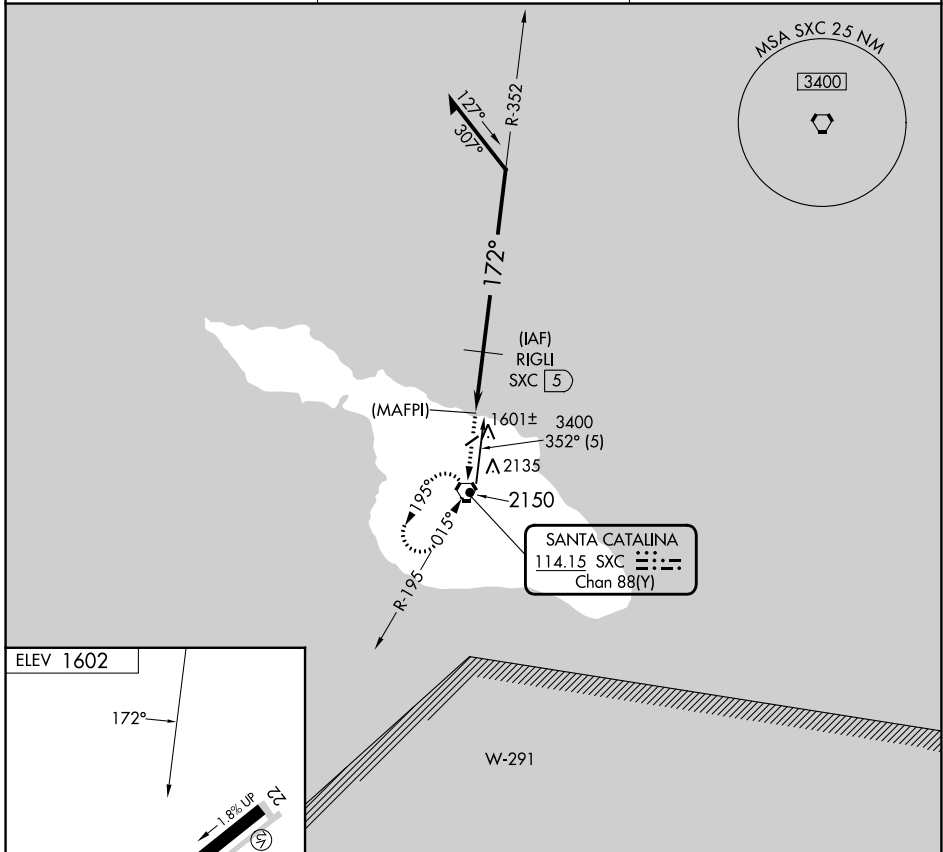 MSA SXC 25 NM
3400
R-352
127°
307°
172°
(IAF)
RIGLI
SXC 5
(MAFPI)
1601± 3400
352° (5)
2135
195°
2150
015°
R-195
SANTA CATALINA
114.15 SXC
Chan 88(Y)
ELEV 1602
172°
W-291
1.8% UP
22
V